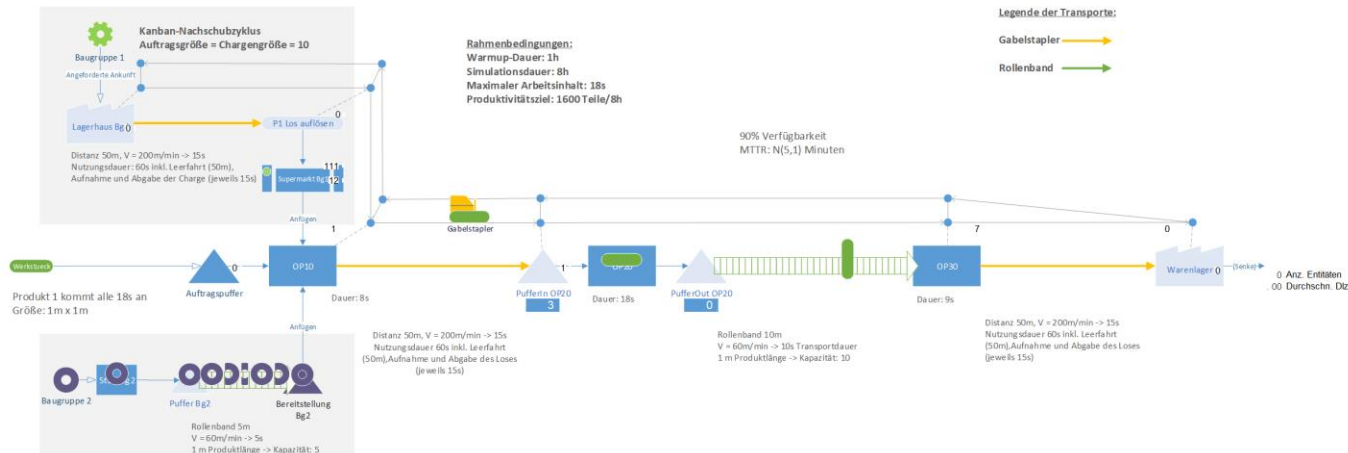 Legende der Transporte:
Gabelstapler
Rollenband
Kanban-Nachschubzyklus
Auftragsgröße = Chargengröße = 10
Baugruppe 1
Angeforderte Ankunft
Lagerhaus Bg 0
0
P1 Los auflösen
Distanz 50m, V = 200m/min -> 15s
Nutzungsdauer: 60s inkl. Leerfahrt (50m),
Aufnahme und Abgabe der Charge (jeweils 15s)
111
Supermarkt Bg1
12
Anfügen
Rahmenbedingungen:
Warmup-Dauer: 1h
Simulationsdauer: 8h
Maximaler Arbeitsinhalt: 18s
Produktivitätsziel: 1600 Teile/8h
90% Verfügbarkeit
MTTR: N(5,1) Minuten
Gabelstapler
1
7
0
Werkstueck
0
Auftragspuffer
OP10
Dauer: 8s
1
PufferIn OP20
3
Dauer: 18s
PufferOut OP20
0
OP30
Dauer: 9s
Warenlager 0
(Senke)
0 Anz. Entitäten
.00 Durchschn. Dlz
Produkt 1 kommt alle 18s an
Größe: 1m x 1m
Distanz 50m, V = 200m/min -> 15s
Nutzungsdauer 60s inkl. Leerfahrt
(50m),Aufnahme und Abgabe des Loses
(jeweils 15s)
Rollenband 10m
V = 60m/min -> 10s Transportdauer
1 m Produktlänge -> Kapazität: 10
Distanz 50m, V = 200m/min -> 15s
Nutzungsdauer 60s inkl. Leerfahrt
(50m),Aufnahme und Abgabe des Loses
(jeweils 15s)
Anfügen
Baugruppe 2
Puffer Bg2
Bereitstellung
Bg2
Rollenband 5m
V = 60m/min -> 5s
1 m Produktlänge -> Kapazität: 5